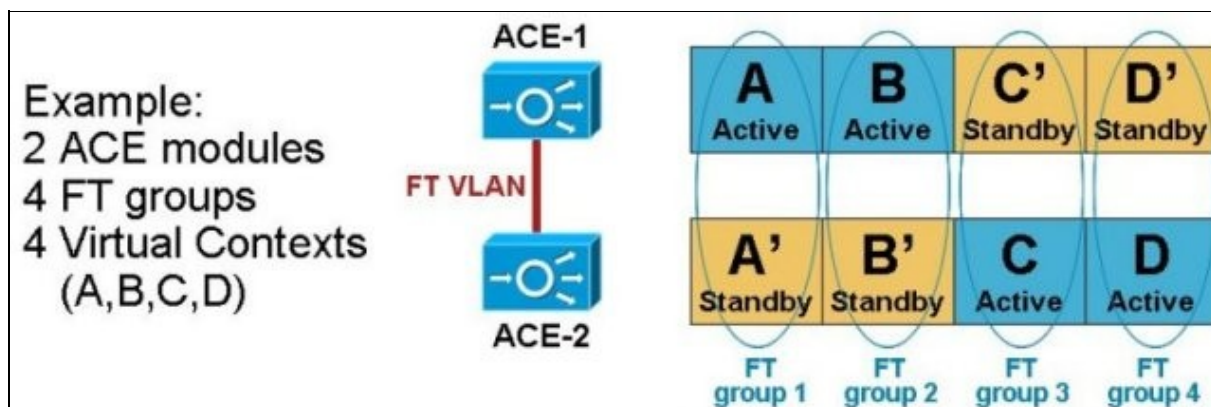 Example:
2 ACE modules
4 FT groups
4 Virtual Contexts
(A,B,C,D)
ACE-1
FT VLAN
ACE-2
A B C’ D’
Active Active Standby Standby
A’ B’ C D
Standby Standby Active Active
FT FT FT FT
group 1 group 2 group 3 group 4